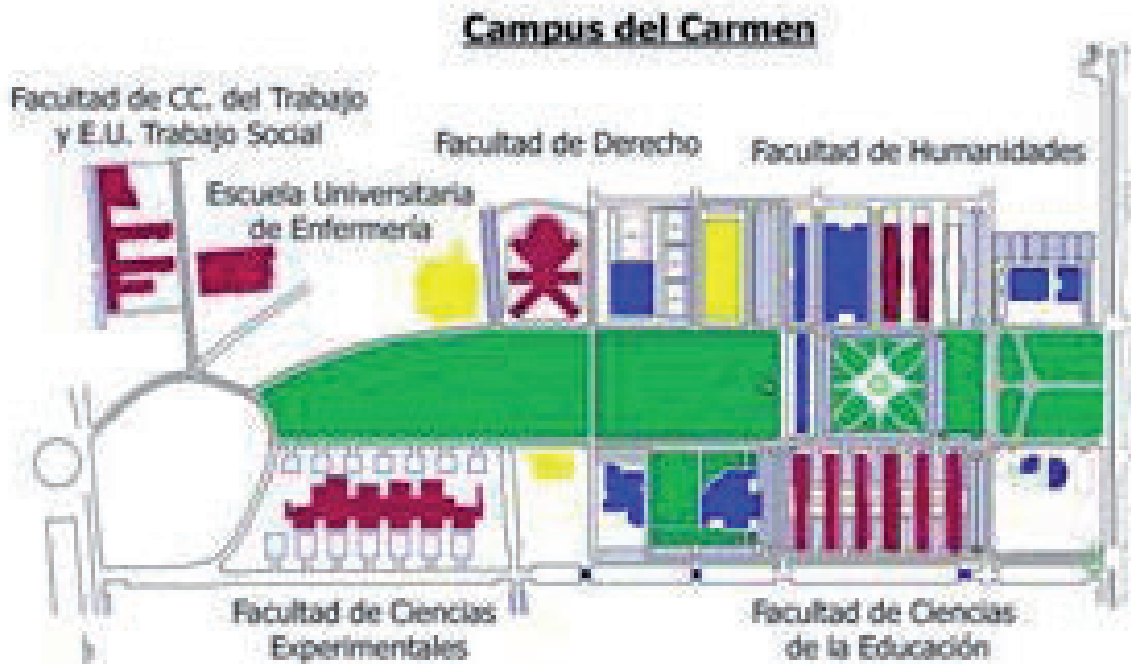 Campus del Carmen
Facultad de CC. del Trabajo
y E.U. Trabajo Social
Facultad de Derecho
Facultad de Humanidades
Escuela Universitaria
de Enfermería
Facultad de Ciencias
Experimentales
Facultad de Ciencias
de la Educación